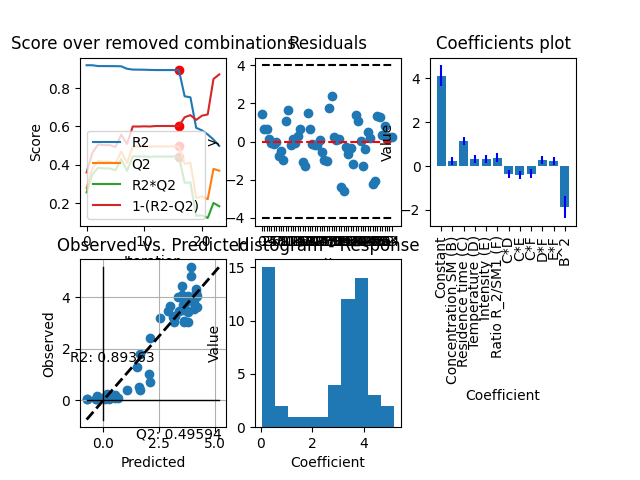 Score over removed combinations
Residuals
Coefficients plot
Score
0.8
0.6
0.4
0.2
R2
Q2
R2*Q2
1-(R2-Q2)
0
20
4
2
0
−2
−4
Value
4
2
0
−2
Constant
Concentration SM (B)
Residence time (C)
Temperature (D)
Intensity (E)
Ratio R_2/SM1 (F)
C*D
C*E
C*F
D*F
E*F
B^2
Coefficient
Observed vs. Predicted
Histogram - Response
Observed
4
2
0
R2: 0.89363
Q2: 0.49594
0.0
2.5
5.0
Predicted
Value
15
10
5
0
0
2
4
Coefficient